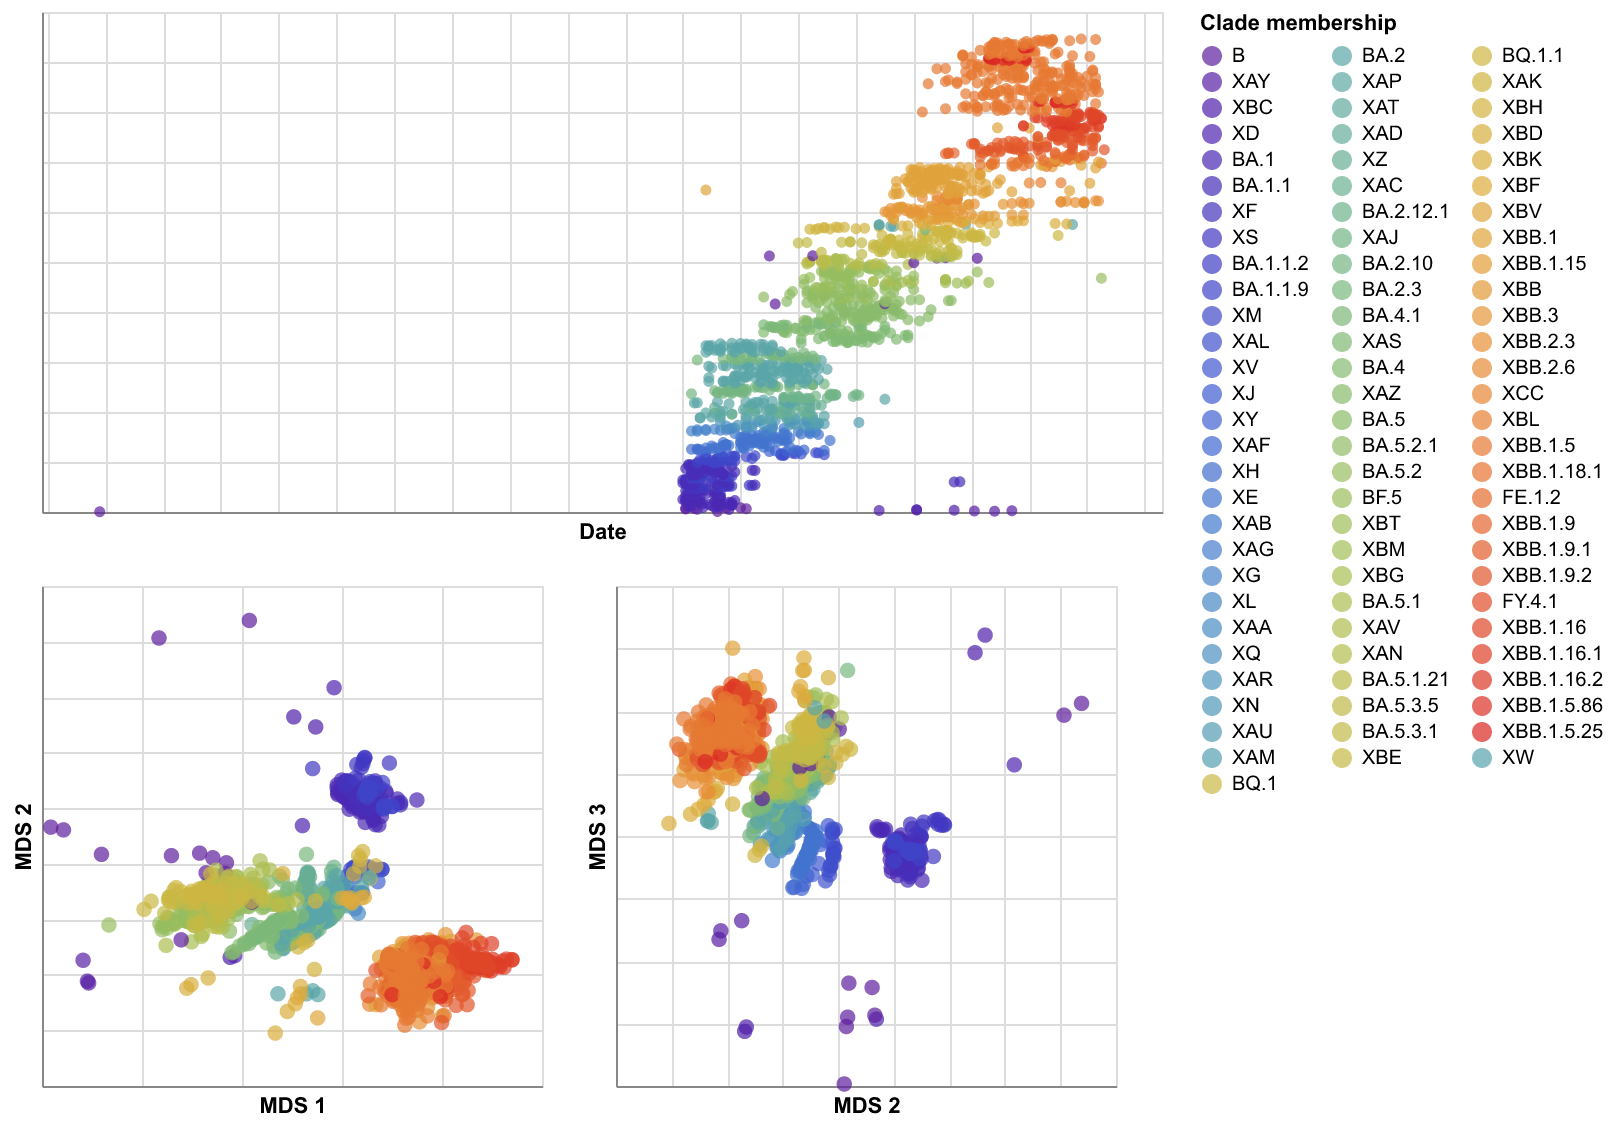 Clade membership
B
XAY
XBC
XD
BA.1
BA.1.1
XF
XS
BA.1.1.2
BA.1.1.9
XM
XAL
XV
XJ
XY
XAF
XH
XE
XAB
XAG
XG
XL
XAA
XQ
XAR
XN
XAU
XAM
BQ.1
BA.2
XAP
XAT
XAD
XZ
XAC
BA.2.12.1
XAJ
BA.2.10
BA.2.3
BA.4.1
XAS
BA.4
XAZ
BA.5
BA.5.2.1
BA.5.2
BF.5
XBT
XBM
XBG
BA.5.1
XAV
XAN
BA.5.1.21
BA.5.3.5
BA.5.3.1
XBE
BQ.1.1
XAK
XBH
XBD
XBK
XBF
XBV
XBB.1
XBB.1.15
XBB
XBB.3
XBB.2.3
XBB.2.6
XCC
XBL
XBB.1.5
XBB.1.18.1
FE.1.2
XBB.1.9
XBB.1.9.1
XBB.1.9.2
FY.4.1
XBB.1.16
XBB.1.16.1
XBB.1.16.2
XBB.1.5.86
XBB.1.5.25
XW
Date
MDS 2
MDS 1
MDS 3
MDS 2